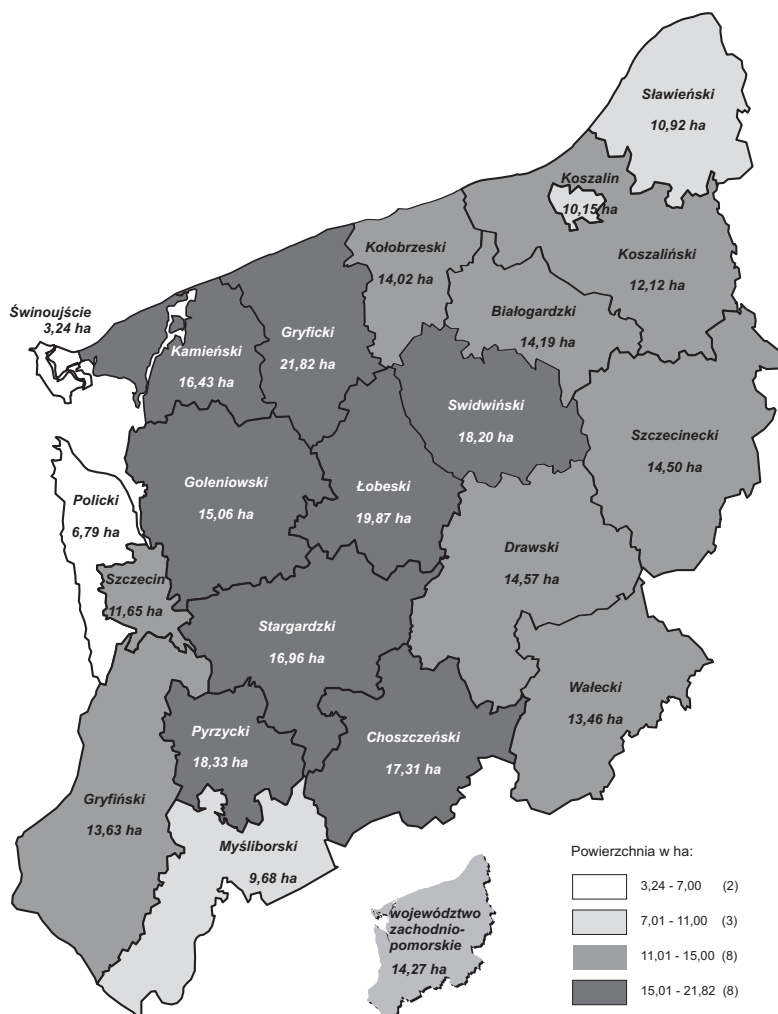 Sławieński
10,92 ha
Koszalin
10,15 ha
Kołobrzeski
14,02 ha
Koszaliński
12,12 ha
Świnoujście
3,24 ha
Białogardzki
14,19 ha
Gryficki
21,82 ha
Kamieński
16,43 ha
Swidwiński
18,20 ha
Szczecinecki
14,50 ha
Goleniowski
15,06 ha
Łobeski
19,87 ha
Policki
6,79 ha
Drawski
14,57 ha
Szczecin
11,65 ha
Stargardzki
16,96 ha
Wałecki
13,46 ha
Pyrzycki
18,33 ha
Choszczeński
17,31 ha
Gryfiński
13,63 ha
Myśliborski
9,68 ha
województwo
zachodnio-
pomorskie
14,27 ha
Powierzchnia w ha:
3,24 - 7,00 (2)
7,01 - 11,00 (3)
11,01 - 15,00 (8)
15,01 - 21,82 (8)